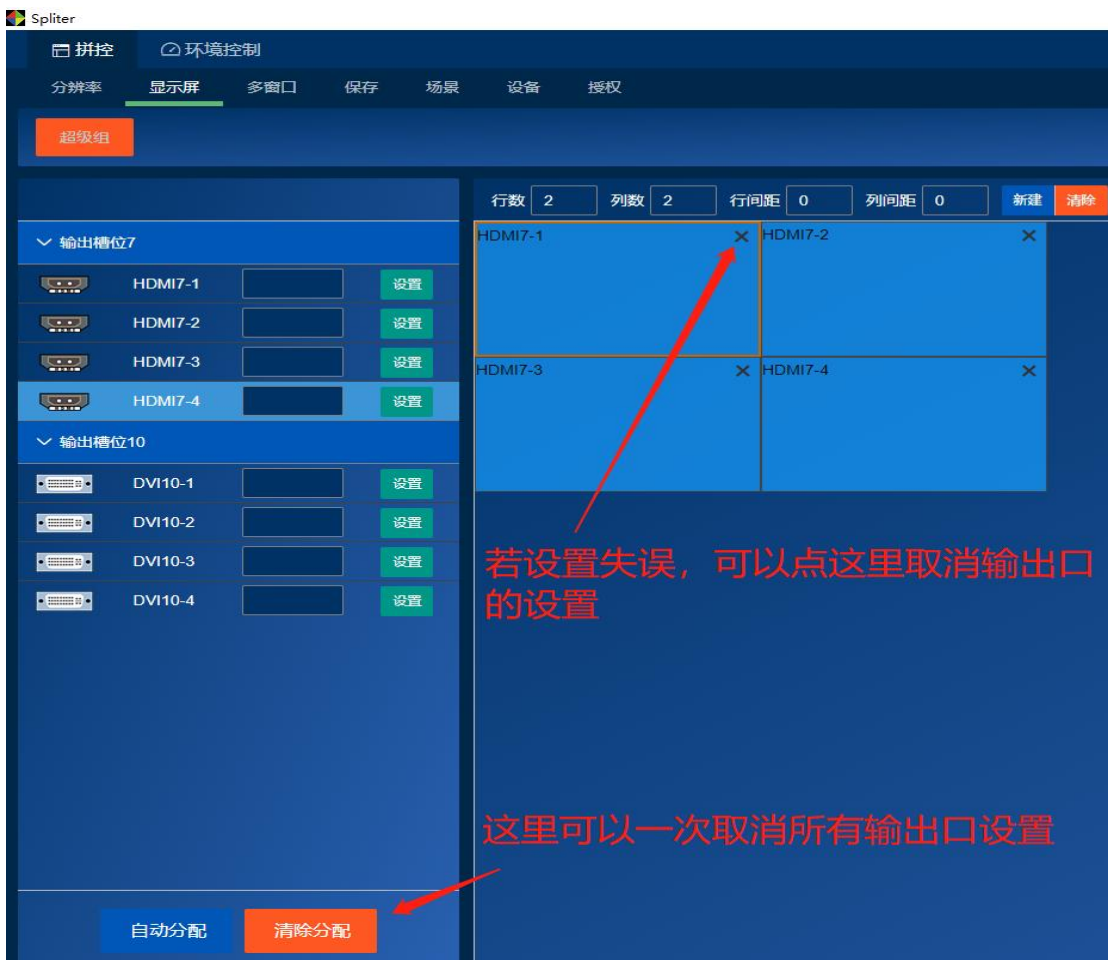 Spliter
拼控 环境控制
分辨率 显示屏 多窗口 保存 场景 设备 授权
超级组
行数 2 列数 2 行间距 0 列间距 0 新建 清除
输出槽位7
HDMI7-1 设置
HDMI7-2 设置
HDMI7-3 设置
HDMI7-4 设置
输出槽位10
DVI10-1 设置
DVI10-2 设置
DVI10-3 设置
DVI10-4 设置
自动分配 清除分配
HDMI7-1 HDMI7-2
HDMI7-3 HDMI7-4
若设置失误，可以点这里取消输出口
的设置
这里可以一次取消所有输出口设置